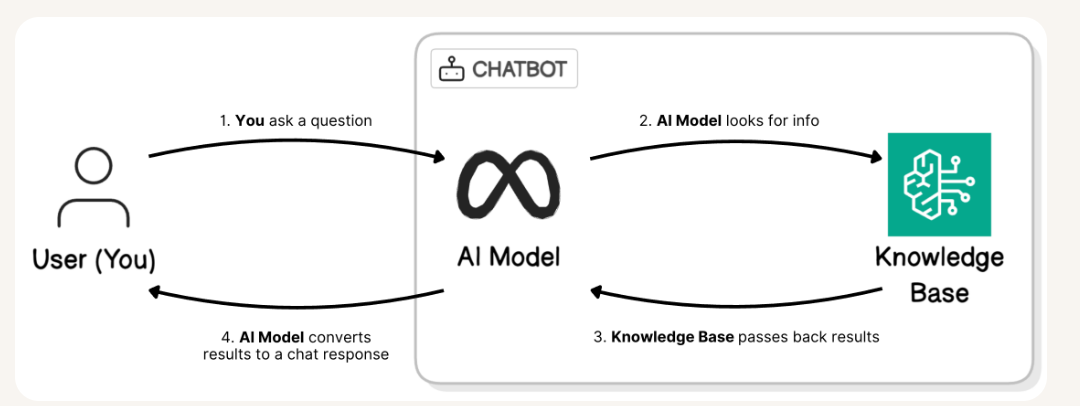 CHATBOT
1. You ask a question
2. AI Model looks for info
User (You)
AI Model
Knowledge
Base
4. AI Model converts
results to a chat response
3. Knowledge Base passes back results